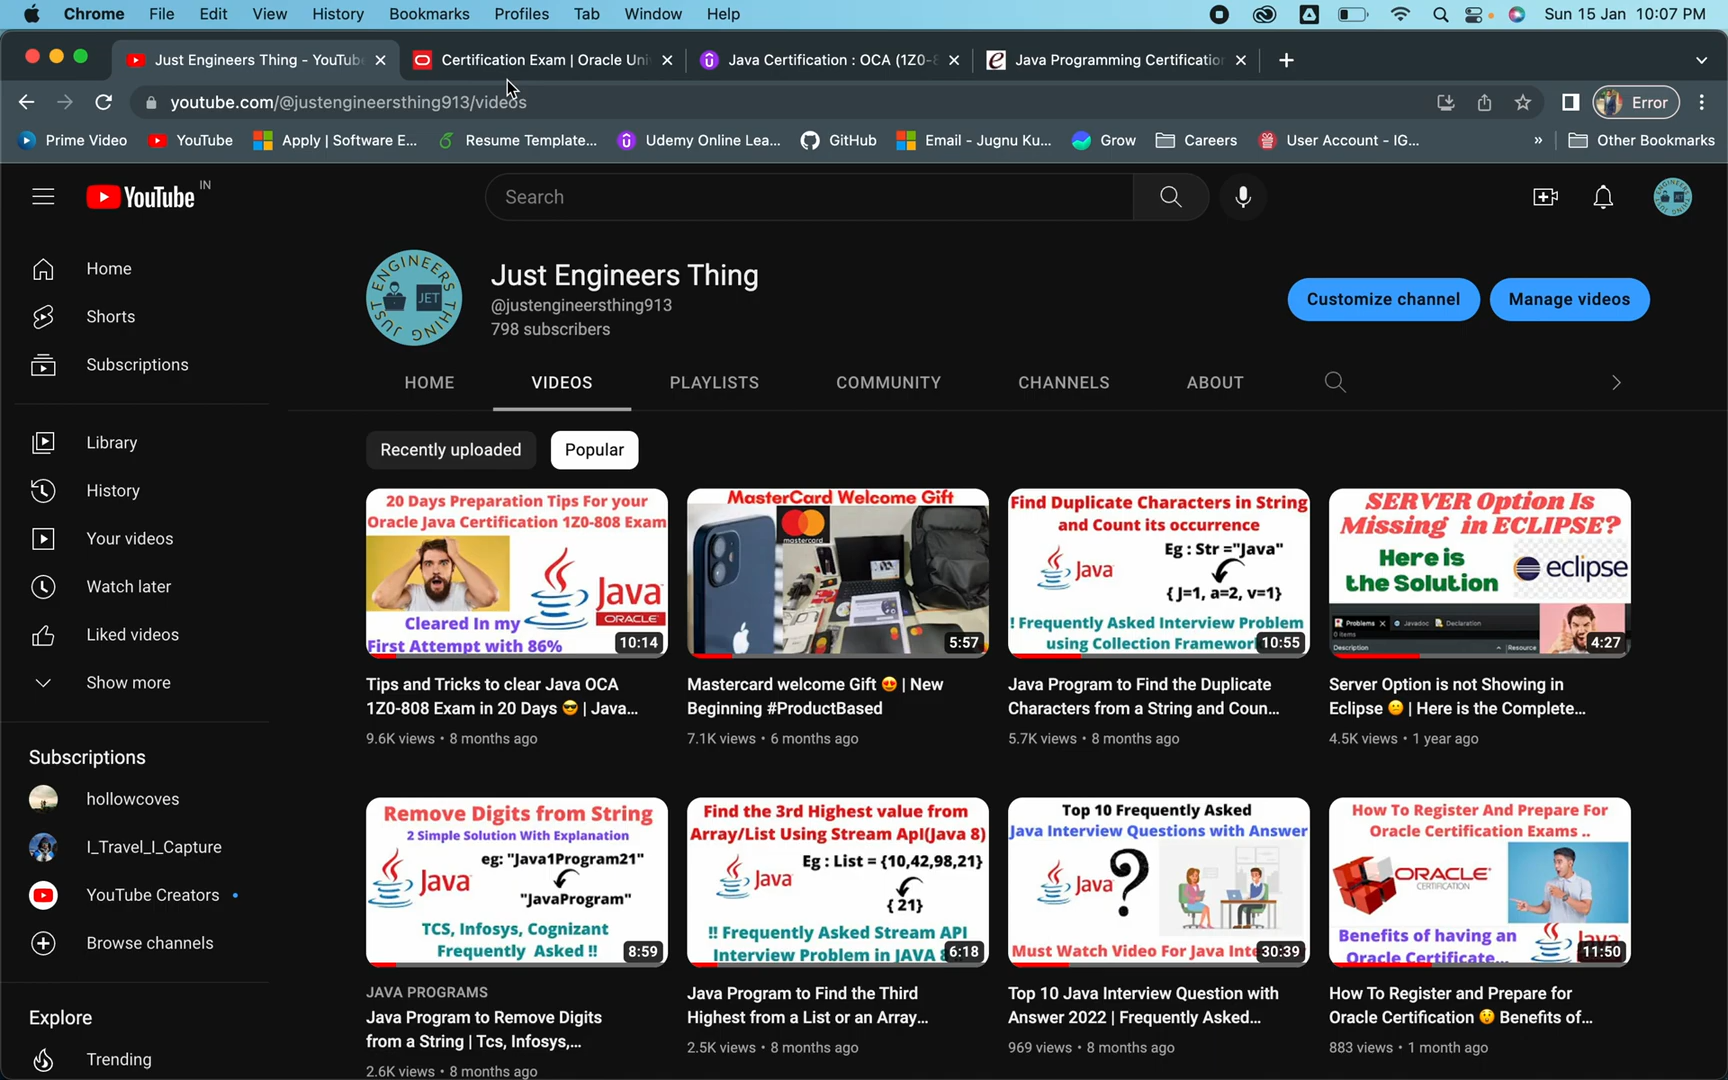 Chrome File Edit View History Bookmarks Profiles Tab Window Help Sun 15 Jan 10:07 PM
Just Engineers Thing - YouTube Certification Exam | Oracle Uni Java Certification : OCA (1Z0-8 Java Programming Certification
youtube.com/@justengineersthing913/videos Error
Prime Video YouTube Apply | Software E... Resume Template... Udemy Online Lea... GitHub Email - Jugnu Ku... Grow Careers User Account - IG... » Other Bookmarks
YouTube IN Search
Home
Shorts
Subscriptions
Library
History
Your videos
Watch later
Liked videos
Show more
Subscriptions
hollowcoves
I_Travel_I_Capture
YouTube Creators
Browse channels
Explore
Trending
ENGINEERS THING JUST
JET
Just Engineers Thing
@justengineersthing913
798 subscribers
Customize channel Manage videos
HOME VIDEOS PLAYLISTS COMMUNITY CHANNELS ABOUT
Recently uploaded Popular
20 Days Preparation Tips For your
Oracle Java Certification 1Z0-808 Exam
Java
ORACLE
Cleared In my
First Attempt with 86%
10:14
Tips and Tricks to clear Java OCA
1Z0-808 Exam in 20 Days 😎 | Java...
9.6K views • 8 months ago
MasterCard Welcome Gift
mastercard
5:57
Mastercard welcome Gift 😍 | New
Beginning #ProductBased
7.1K views • 6 months ago
Find Duplicate Characters in String
and Count its occurrence
Eg : Str ="Java"
Java
{ J=1, a=2, v=1}
! Frequently Asked Interview Problem
using Collection Framewor
10:55
Java Program to Find the Duplicate
Characters from a String and Coun...
5.7K views • 8 months ago
SERVER Option Is
Missing in ECLIPSE?
Here is
the Solution
eclipse
Problems Javadoc Declaration
0 items
Description Resource
4:27
Server Option is not Showing in
Eclipse 🙁 | Here is the Complete...
4.5K views • 1 year ago
Remove Digits from String
2 Simple Solution With Explanation
eg: "Java1Program21"
Java
"JavaProgram"
TCS, Infosys, Cognizant
Frequently Asked !!
8:59
JAVA PROGRAMS
Java Program to Remove Digits
from a String | Tcs, Infosys,...
2.6K views • 8 months ago
Find the 3rd Highest value from
Array/List Using Stream ApI(Java 8)
Eg : List = {10,42,98,21}
Java
{ 21}
!! Frequently Asked Stream API
Interview Problem in JAVA 8
6:18
Java Program to Find the Third
Highest from a List or an Array...
2.5K views • 8 months ago
Top 10 Frequently Asked
Java Interview Questions with Answer
Java
?
Must Watch Video For Java Inte
30:39
Top 10 Java Interview Question with
Answer 2022 | Frequently Asked...
969 views • 8 months ago
How To Register And Prepare For
Oracle Certification Exams ..
ORACLE
CERTIFICATION
Benefits of having an
Oracle Certificate...
Java
11:50
How To Register and Prepare for
Oracle Certification 😲 Benefits of...
883 views • 1 month ago